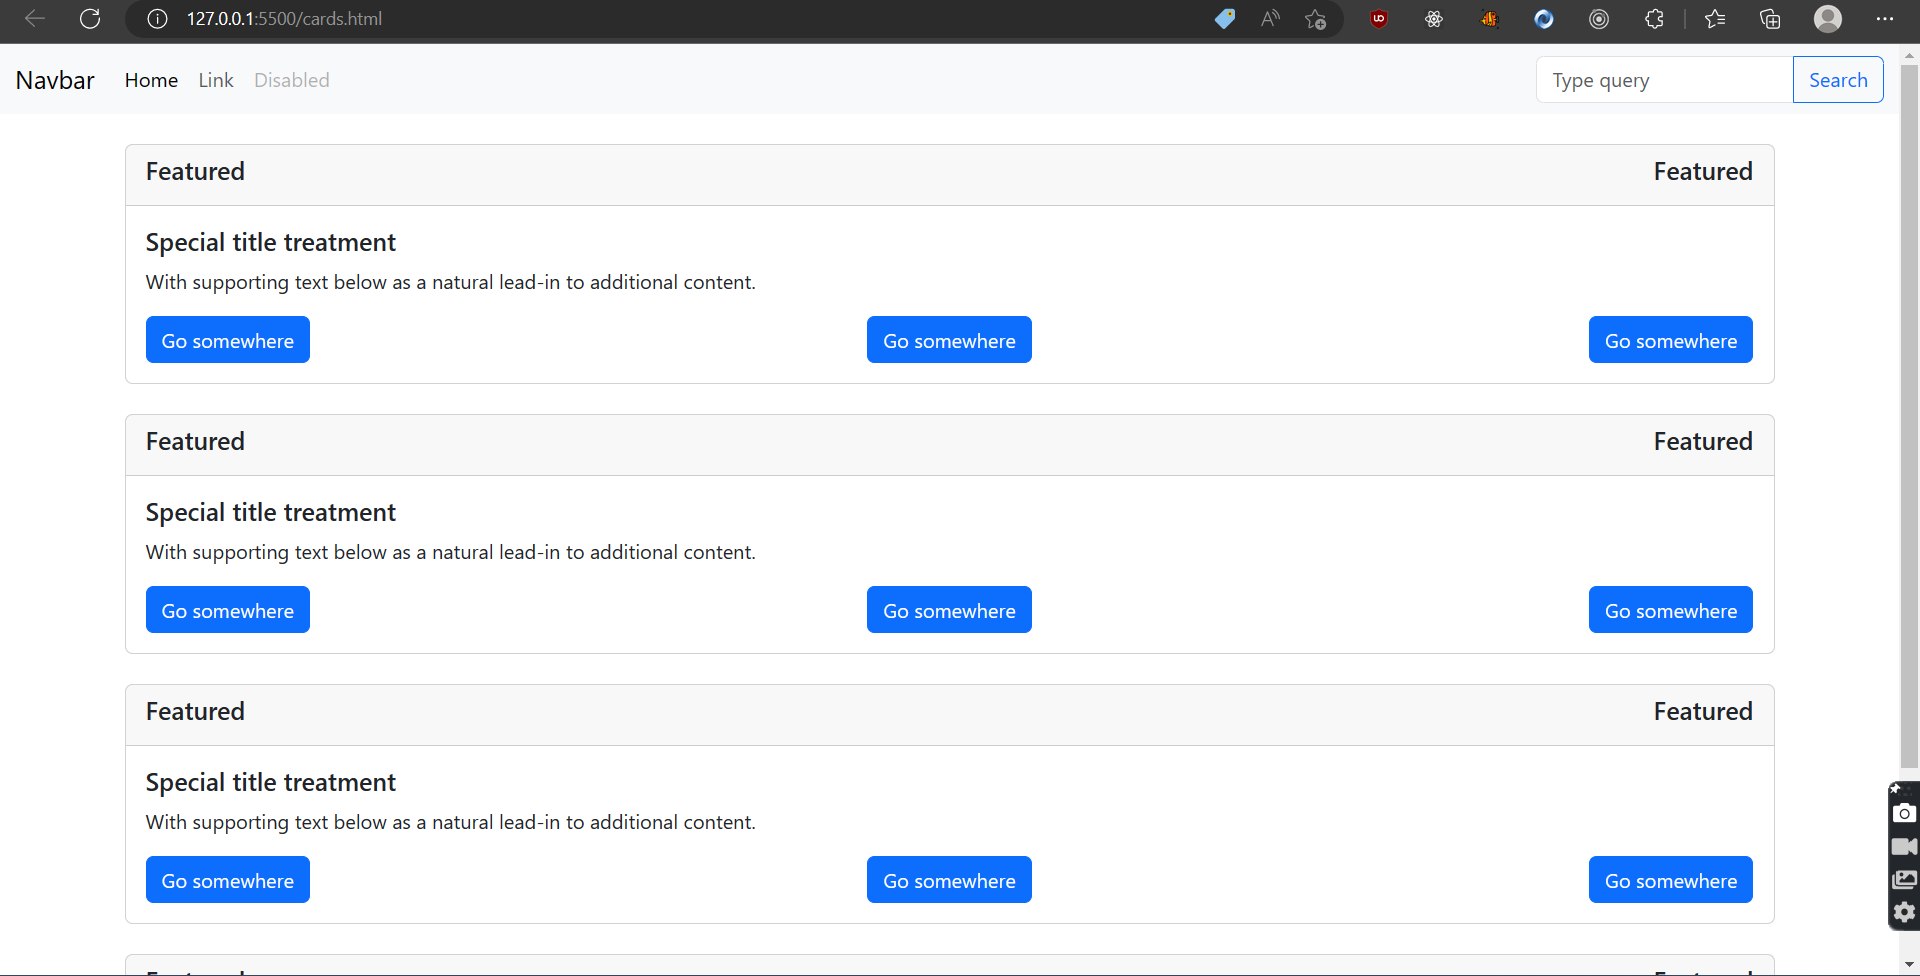 127.0.0.1:5500/cards.html
Navbar Home Link Disabled Type query Search
Featured Featured
Special title treatment
With supporting text below as a natural lead-in to additional content.
Go somewhere Go somewhere Go somewhere
Featured Featured
Special title treatment
With supporting text below as a natural lead-in to additional content.
Go somewhere Go somewhere Go somewhere
Featured Featured
Special title treatment
With supporting text below as a natural lead-in to additional content.
Go somewhere Go somewhere Go somewhere